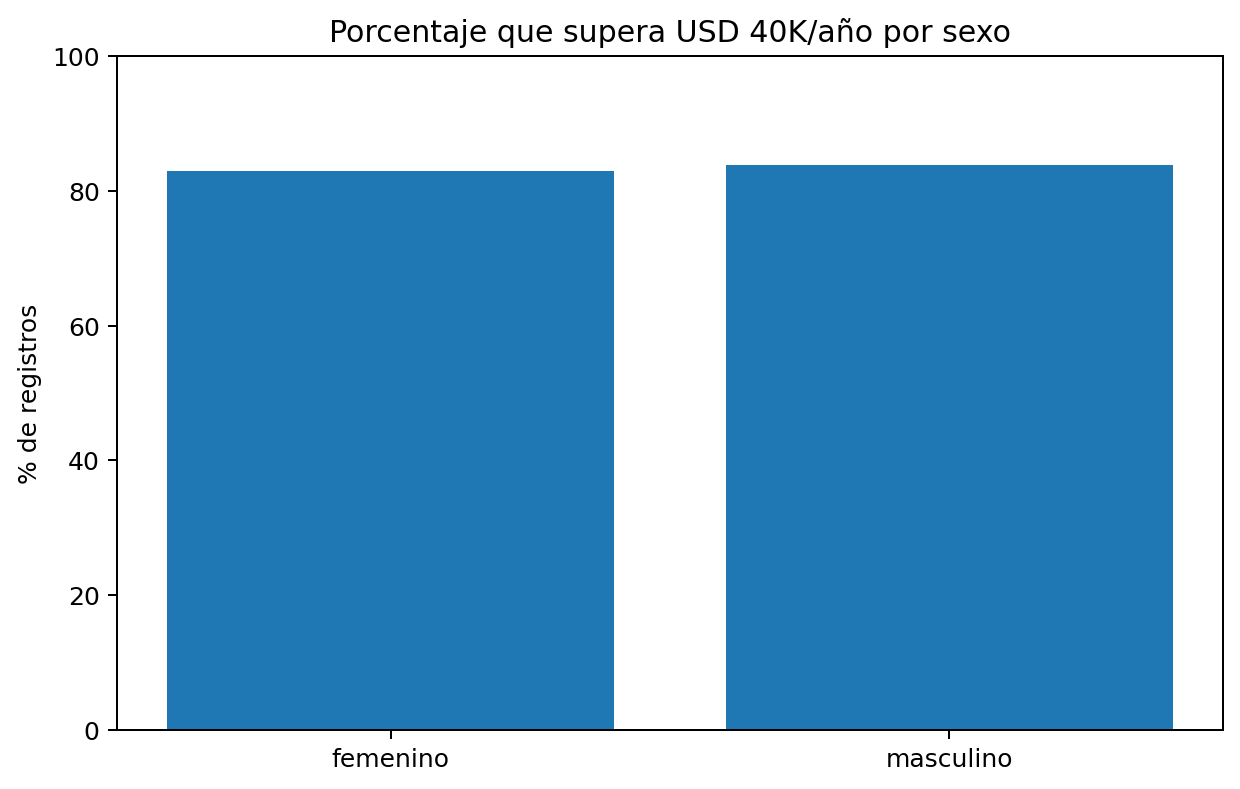 Porcentaje que supera USD 40K/año por sexo
100
80
60
40
20
0
% de registros
femenino
masculino